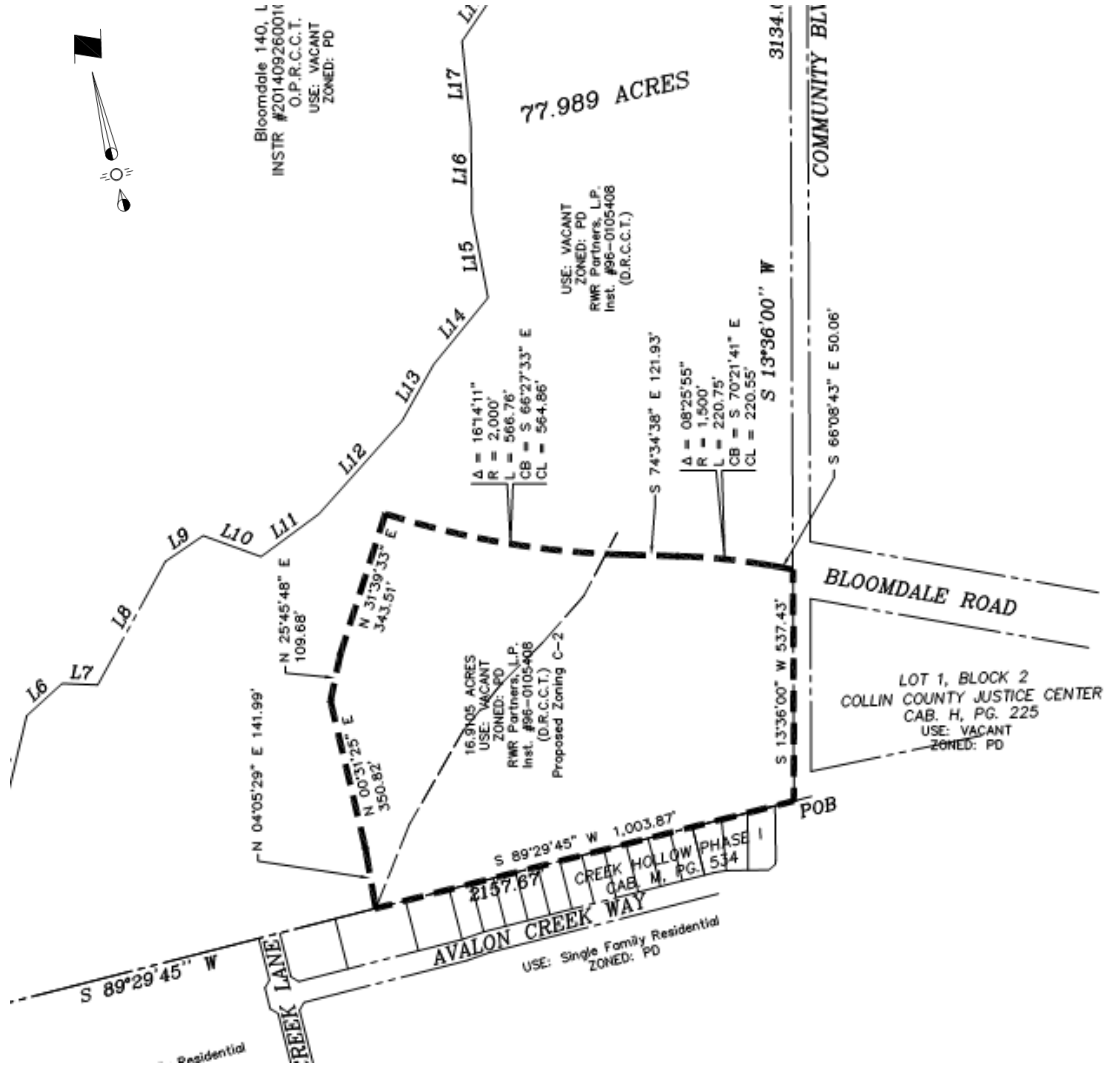 Bloomdale 140, L
INSTR #20140926001
O.P.R.C.C.T.
USE: VACANT
ZONED: PD
L17
77.989 ACRES
3134.
COMMUNITY BLV
L16
USE: VACANT
ZONED: PD
RWR Partners, L.P.
Inst. #96-0105408
(D.R.C.C.T.)
L15
S 13°36'00" W
L14
L13
L12
L11
L10
L9
L8
L7
L6
Δ = 16°14'11"
R = 2,000'
L = 566.76'
CB = S 66°27'33" E
CL = 564.86'
S 74°34'38" E 121.93'
Δ = 08°25'55"
R = 1,500'
L = 220.75'
CB = S 70°21'41" E
CL = 220.55'
S 66°08'43" E 50.06'
N 25°45'48" E
109.68'
N 31°39'33" E
343.51'
BLOOMDALE ROAD
N 04°05'29" E 141.99'
N 00°31'25" E
350.82'
16.9105 ACRES
USE: VACANT
ZONED: PD
RWR Partners, L.P.
Inst. #96-0105408
(D.R.C.C.T.)
Proposed Zoning C-2
S 13°36'00" W 537.43'
LOT 1, BLOCK 2
COLLIN COUNTY JUSTICE CENTER
CAB. H, PG. 225
USE: VACANT
ZONED: PD
POB
S 89°29'45" W 1,003.87'
2157.67
CREEK HOLLOW PHASE I
CAB. M, PG. 534
AVALON CREEK WAY
USE: Single Family Residential
ZONED: PD
S 89°29'45" W
REEK LANE
Residential